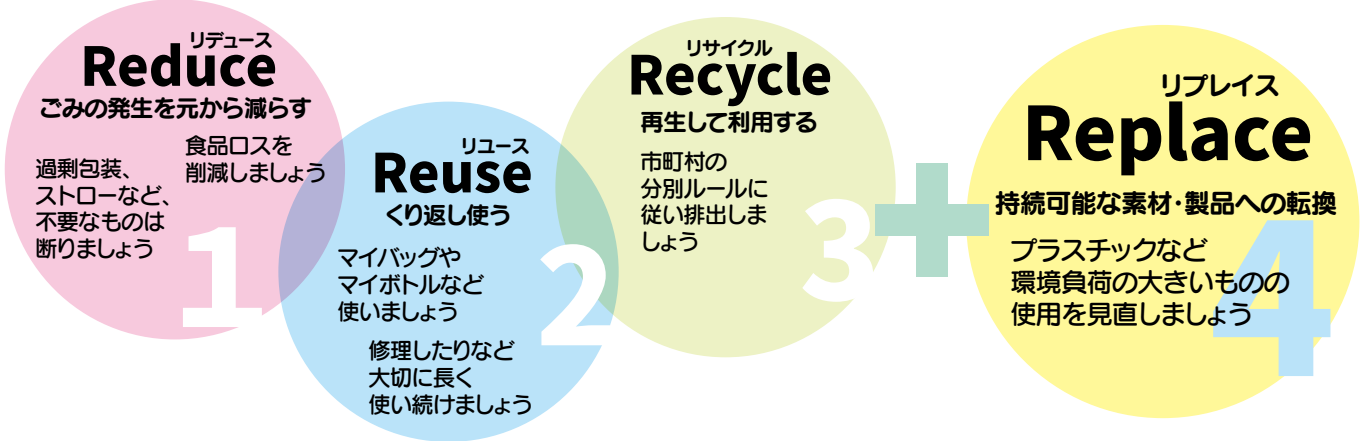 リデュース
Reduce
ごみの発生を元から減らす
食品ロスを
削減しましょう
過剰包装、
ストローなど、
不要なものは
断りましょう
1
リユース
Reuse
くり返し使う
マイバッグや
マイボトルなど
使いましょう
修理したりなど
大切に長く
使い続けましょう
2
リサイクル
Recycle
再生して利用する
市町村の
分別ルールに
従い排出しま
しょう
3
+
リプレイス
Replace
持続可能な素材・製品への転換
プラスチックなど
環境負荷の大きいものの
使用を見直しましょう
4